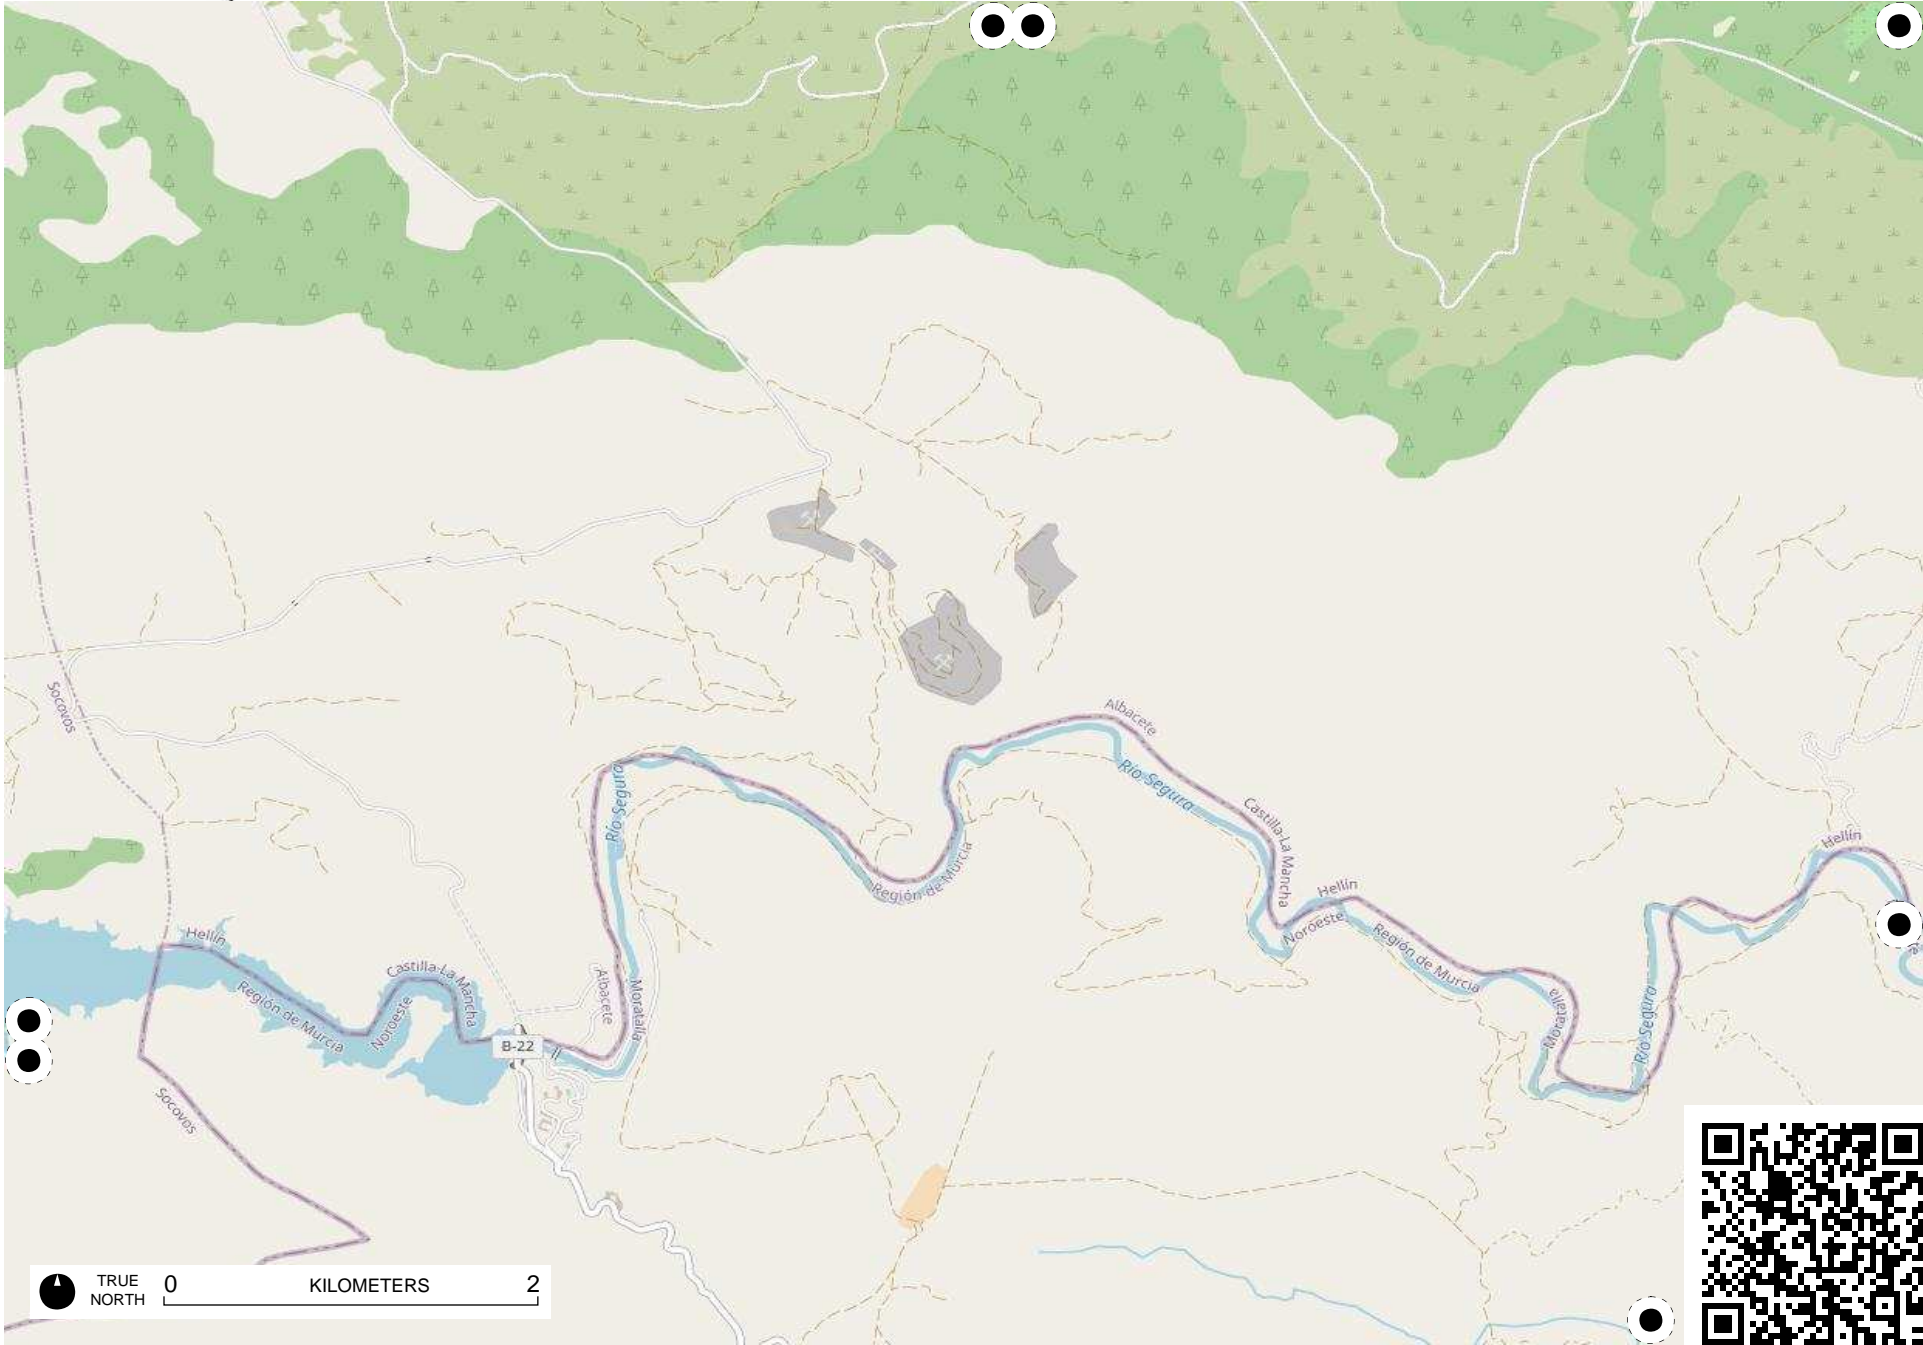 Socovos
Albacete
Río Segura
Río Segura
Castilla-La Mancha
Región de Murcia
Hellín
Hellín
Noroeste
Región de Murcia
Hellín
Castilla-La Mancha
Región de Murcia
Noroeste
Albacete
Moratalla
Moratalla
Río Segura
B-22
Socovos
TRUE
NORTH
0 KILOMETERS 2